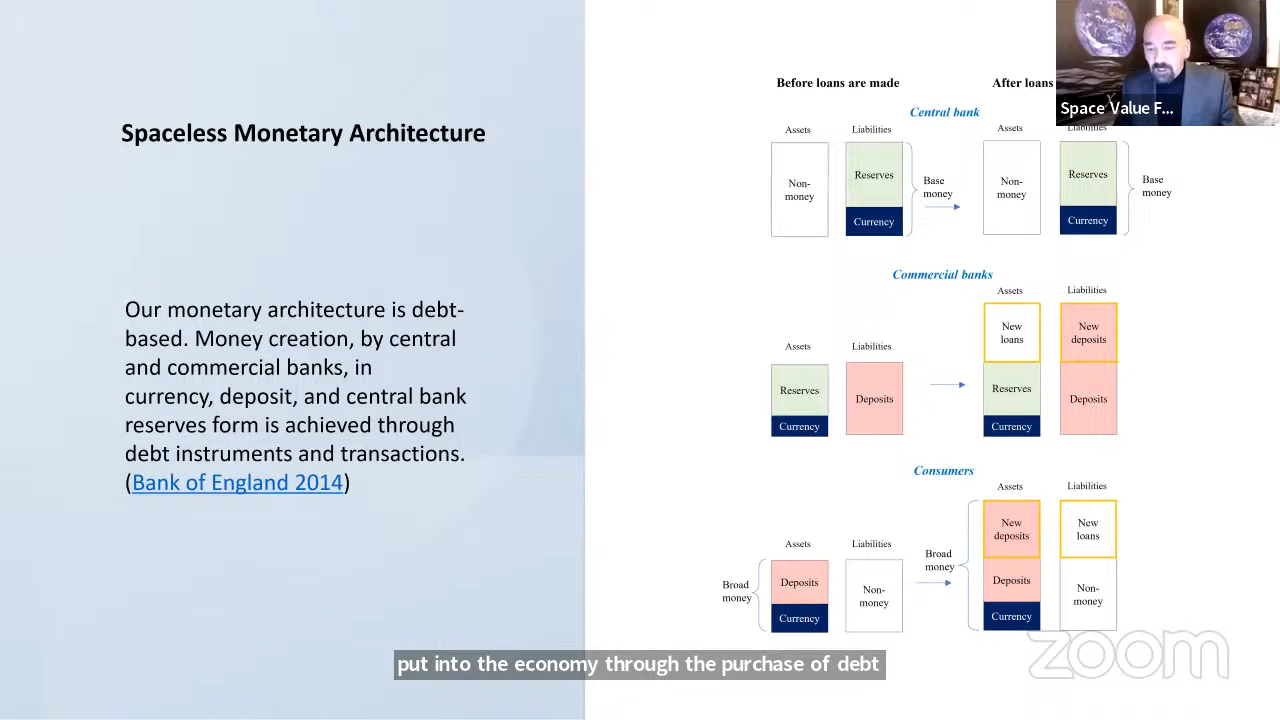 Spaceless Monetary Architecture
Our monetary architecture is debt-
based. Money creation, by central
and commercial banks, in
currency, deposit, and central bank
reserves form is achieved through
debt instruments and transactions.
(Bank of England 2014)
Before loans are made
After loans
Central bank
Assets
Liabilities
Assets
Liabilities
Non-
money
Reserves
Currency
Base
money
Non-
money
Reserves
Currency
Base
money
Commercial banks
Assets
Liabilities
Assets
Liabilities
Reserves
Currency
Deposits
New
loans
Reserves
Currency
New
deposits
Deposits
Consumers
Assets
Liabilities
Assets
Liabilities
Broad
money
Deposits
Currency
Non-
money
Broad
money
New
deposits
Deposits
Currency
New
loans
Non-
money
Space Value F...
put into the economy through the purchase of debt
zoom